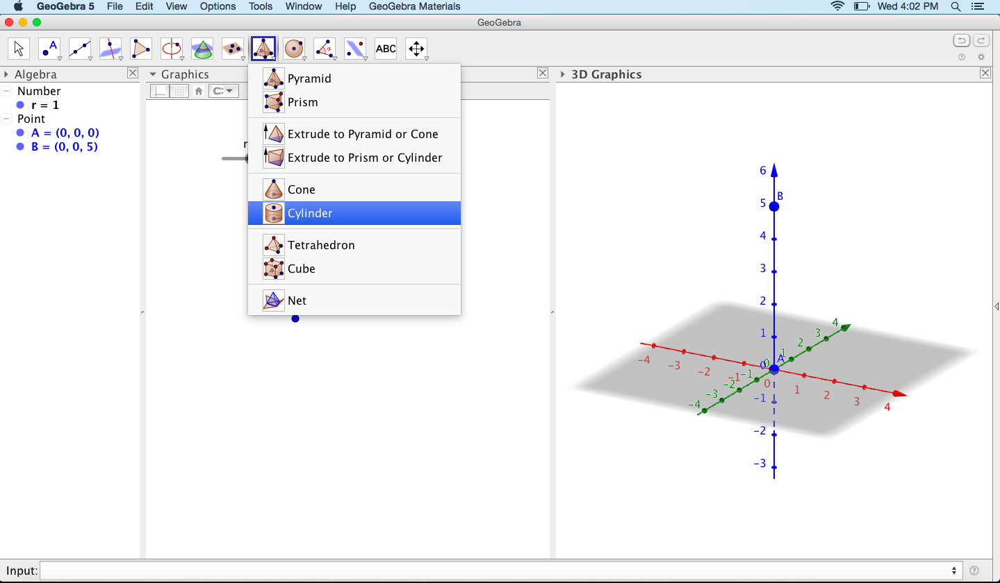 GeoGebra 5 File Edit View Options Tools Window Help GeoGebra Materials Wed 4:02 PM
GeoGebra
A α ABC
Algebra Graphics 3D Graphics
Number
r = 1
Point
A = (0, 0, 0)
B = (0, 0, 5)
r
Pyramid
Prism
Extrude to Pyramid or Cone
Extrude to Prism or Cylinder
Cone
Cylinder
Tetrahedron
Cube
Net
6
B
5
4
3
2
1
0
A
−1
−2
−3
−4 −3 −2 −1 0 1 2 3 4
−4 −3 −2 −1 0 1 2 3 4
Input: